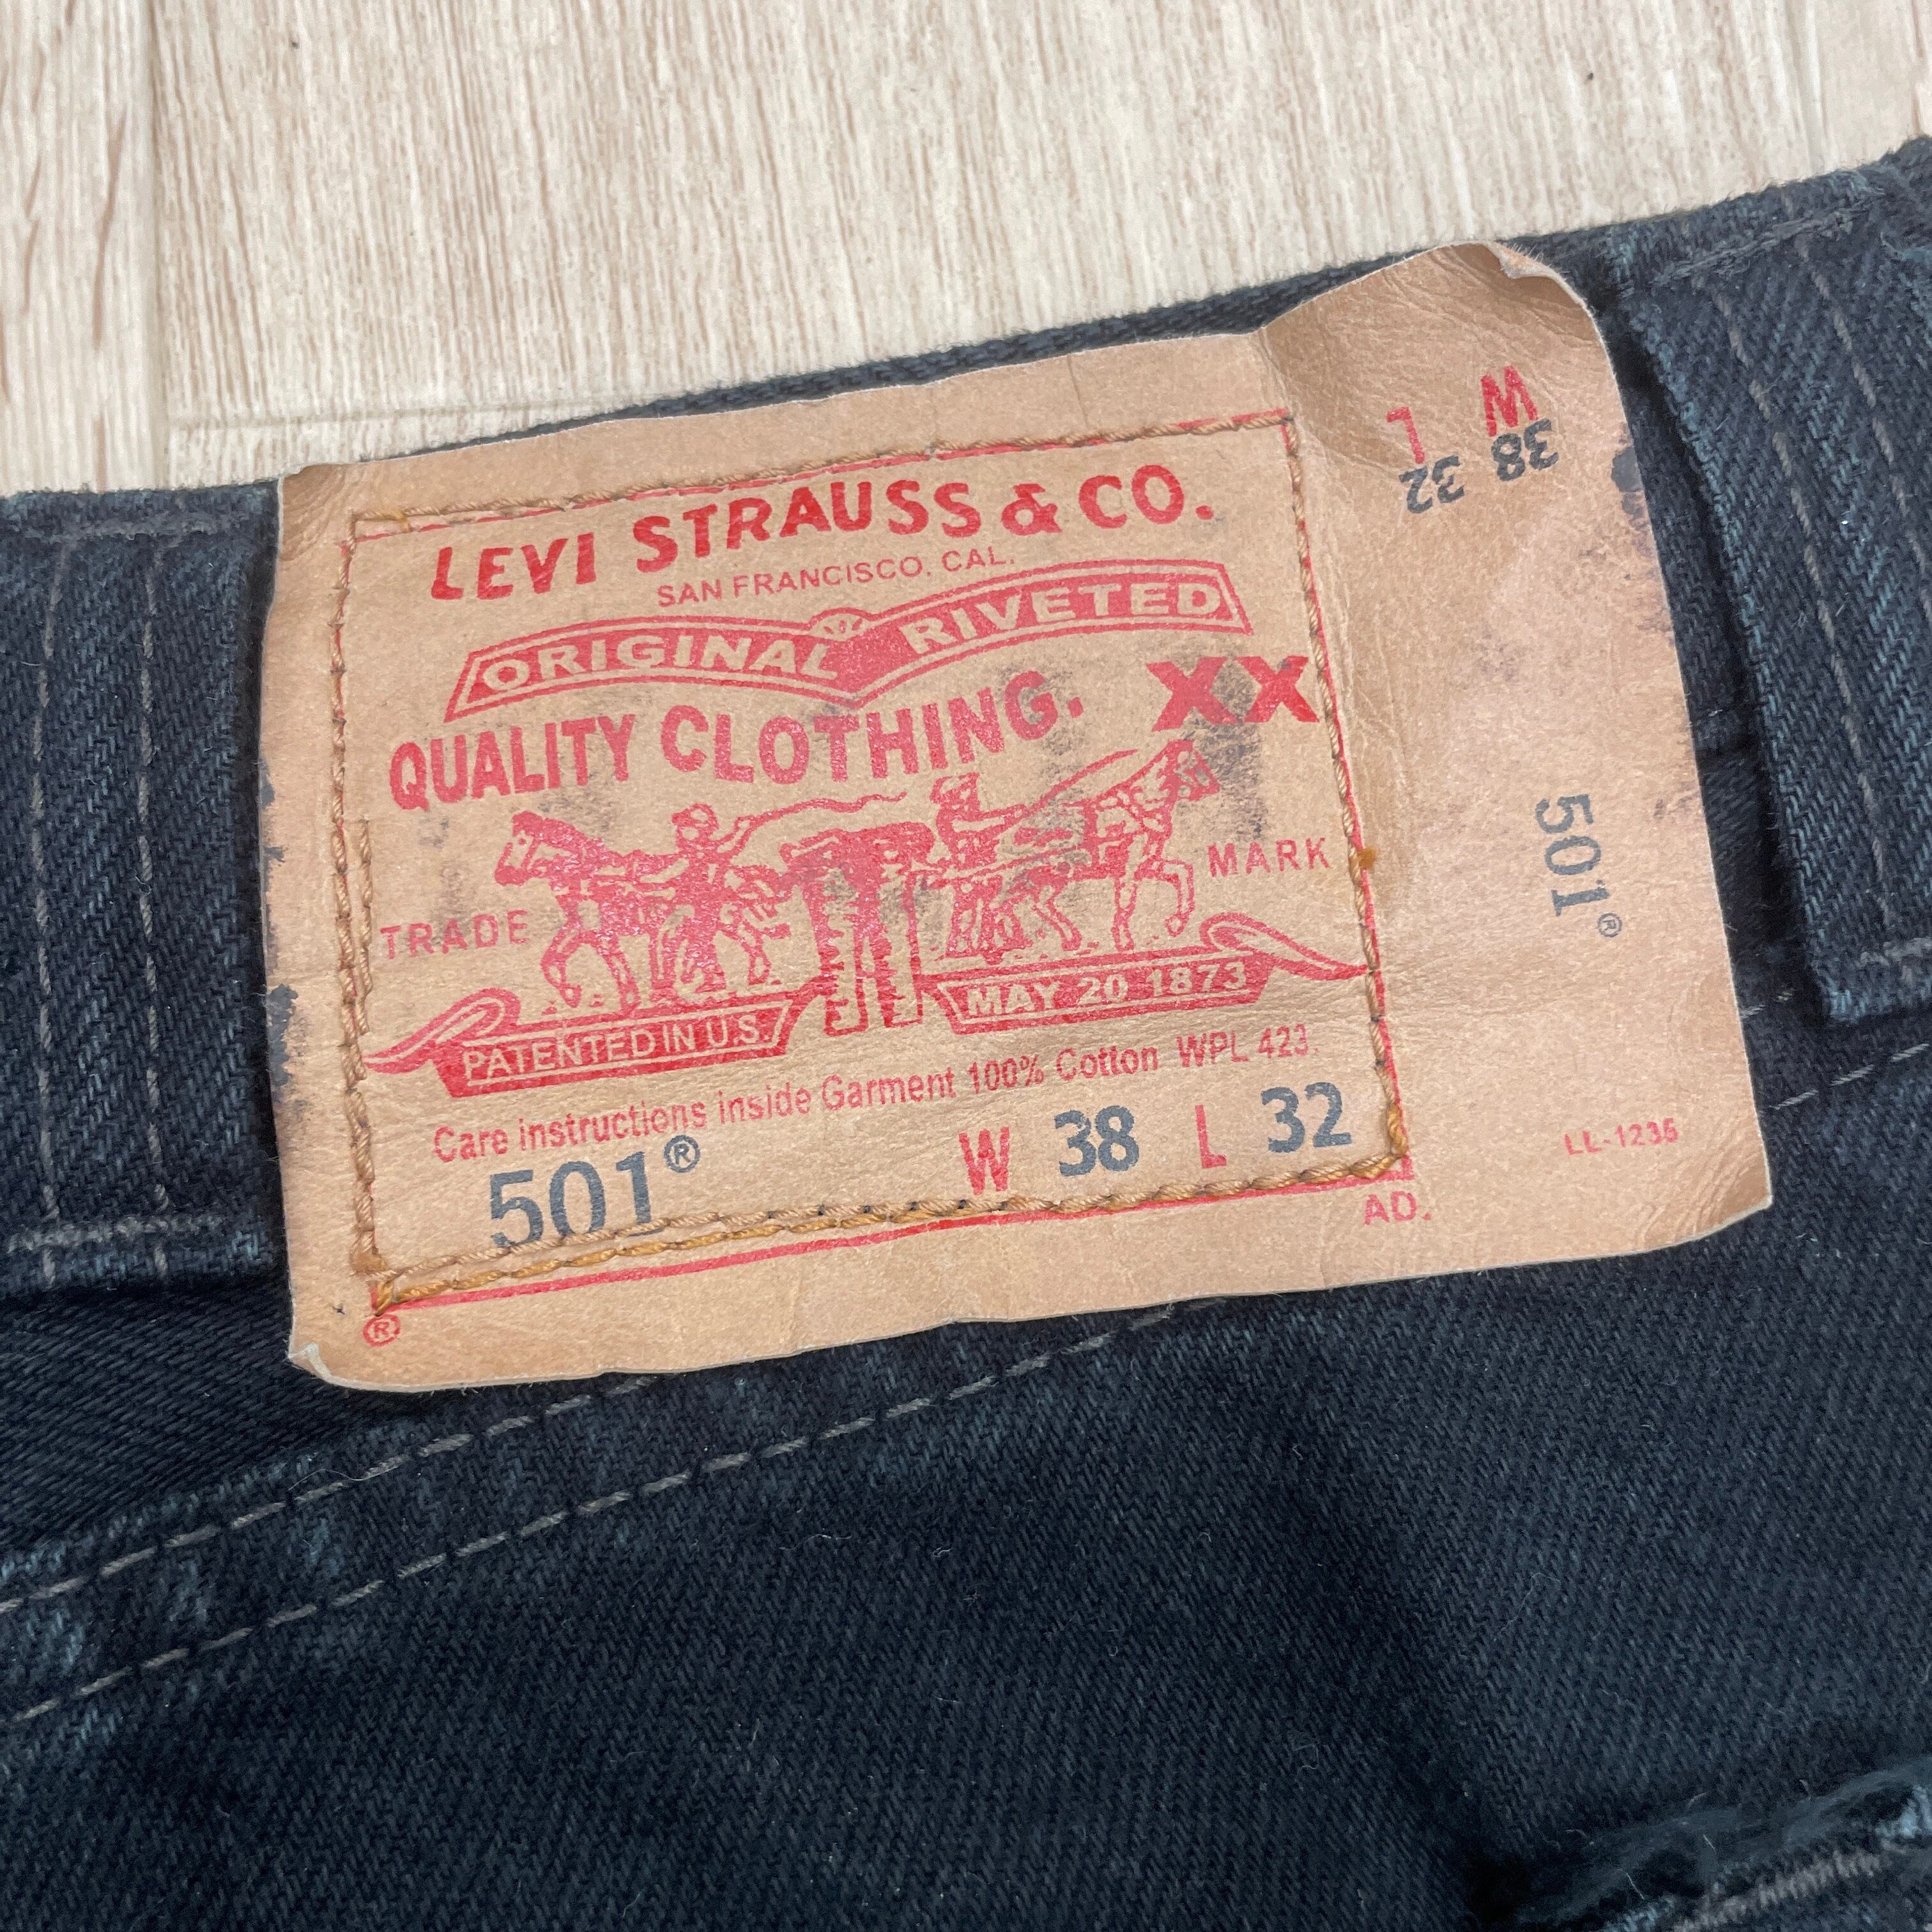 LEVI STRAUSS & CO.
SAN FRANCISCO. CAL.
ORIGINAL RIVETED
QUALITY CLOTHING. XX
TRADE MARK
PATENTED IN U.S. MAY 20 1873
Care instructions inside Garment 100% Cotton WPL 423.
501® W 38 L 32
AD.
®
W 38
L 32
501®
LL-1235